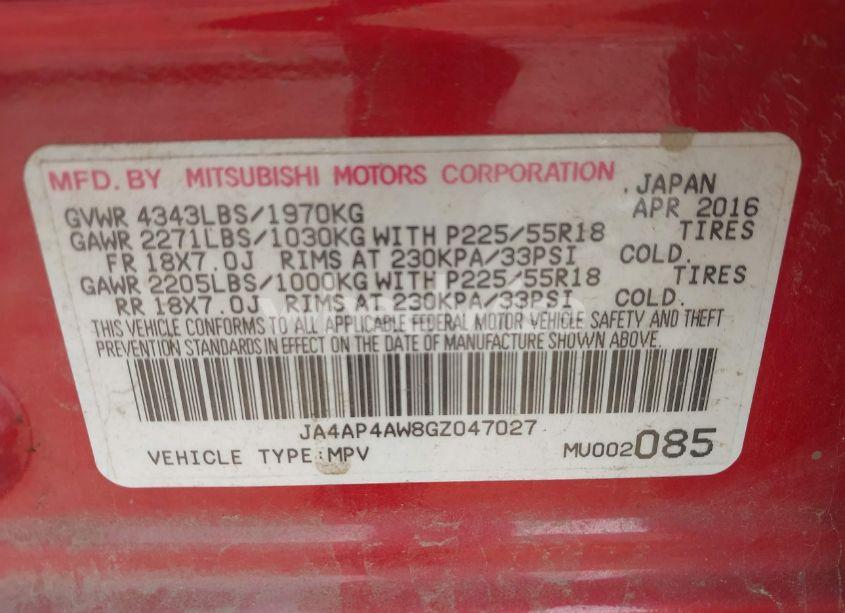 MFD. BY MITSUBISHI MOTORS CORPORATION . JAPAN
GVWR 4343LBS/1970KG APR 2016
GAWR 2271LBS/1030KG WITH P225/55R18 TIRES
FR 18X7.0J RIMS AT 230KPA/33PSI COLD.
GAWR 2205LBS/1000KG WITH P225/55R18 TIRES
RR 18X7.0J RIMS AT 230KPA/33PSI COLD.
THIS VEHICLE CONFORMS TO ALL APPLICABLE FEDERAL MOTOR VEHICLE SAFETY AND THEFT
PREVENTION STANDARDS IN EFFECT ON THE DATE OF MANUFACTURE SHOWN ABOVE.
JA4AP4AW8GZ047027
VEHICLE TYPE:MPV MU002085